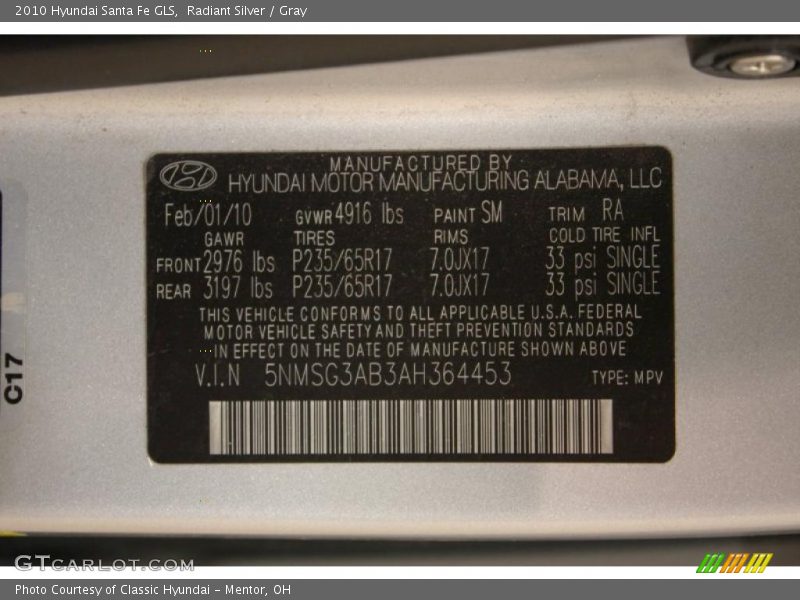 2010 Hyundai Santa Fe GLS, Radiant Silver / Gray
MANUFACTURED BY
HYUNDAI MOTOR MANUFACTURING ALABAMA, LLC
Feb/01/10 GVWR 4916 lbs PAINT SM TRIM RA
GAWR TIRES RIMS COLD TIRE INFL
FRONT 2976 lbs P235/65R17 7.0JX17 33 psi SINGLE
REAR 3197 lbs P235/65R17 7.0JX17 33 psi SINGLE
THIS VEHICLE CONFORMS TO ALL APPLICABLE U.S.A. FEDERAL
MOTOR VEHICLE SAFETY AND THEFT PREVENTION STANDARDS
IN EFFECT ON THE DATE OF MANUFACTURE SHOWN ABOVE
V.I.N 5NMSG3AB3AH364453 TYPE: MPV
C17
GTCARLOT.COM
Photo Courtesy of Classic Hyundai - Mentor, OH